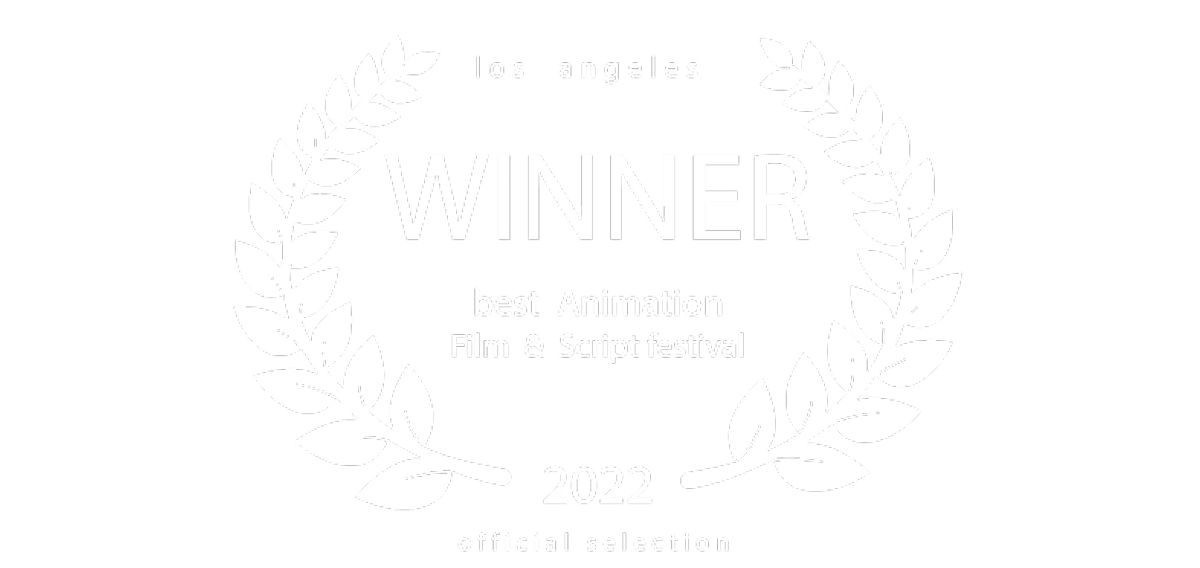 los angeles
WINNER
best Animation
Film & Script festival
2022
official selection